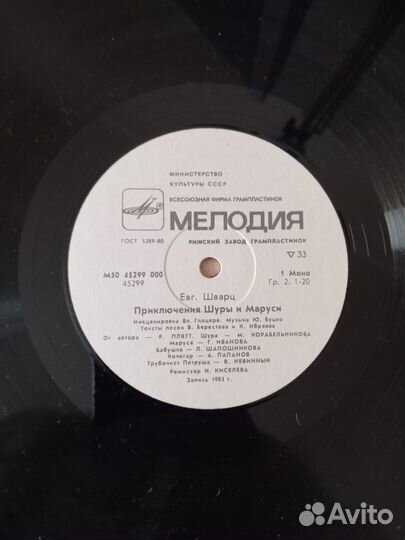 МИНИСТЕРСТВО
КУЛЬТУРЫ СССР
ВСЕСОЮЗНАЯ ФИРМА ГРАМПЛАСТИНОК
МЕЛОДИЯ
ГОСТ 5289-80
РИЖСКИЙ ЗАВОД ГРАМПЛАСТИНОК
▽ 33
М50 45299 000
45299
1 Моно
Гр. 2. 1-20
Евг. Шварц
Приключения Шуры и Маруси
Инсценировка Вл. Глоцера. Музыка Ю. Буцко
Тексты песен В. Берестова и К. Ибряева
От автора — Р. ПЛЯТТ. Шура — М. КОРАБЕЛЬНИКОВА
Маруся — Г. ИВАНОВА
Бабушка — Л. ШАПОШНИКОВА
Кочегар — А. ПАПАНОВ
Трубочист Петруша — В. НЕВИННЫЙ
Режиссер Н. КИСЕЛЕВА
Запись 1983 г.
Avito